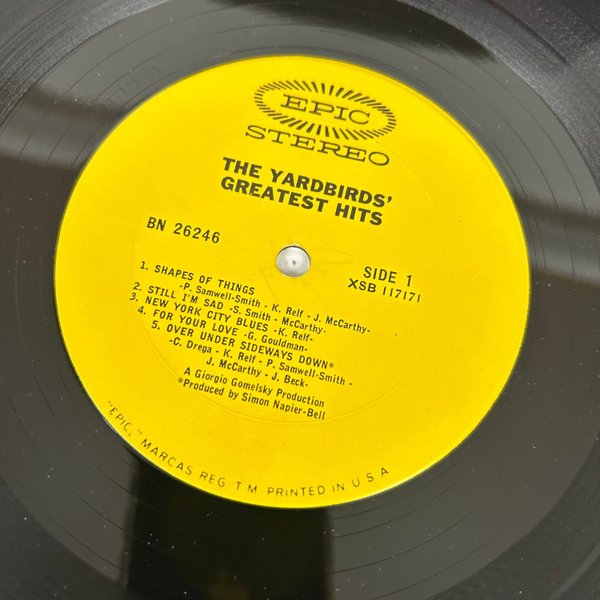 EPIC
STEREO
THE YARDBIRDS'
GREATEST HITS
BN 26246
SIDE 1
XSB 117171
1. SHAPES OF THINGS
-P. Samwell-Smith - K. Relf - J. McCarthy-
2. STILL I'M SAD -S. Smith - McCarthy-
3. NEW YORK CITY BLUES -K. Relf-
4. FOR YOUR LOVE -G. Gouldman-
5. OVER UNDER SIDEWAYS DOWN*
-C. Drega - K. Relf - P. Samwell-Smith -
J. McCarthy - J. Beck-
A Giorgio Gomelsky Production
*Produced by Simon Napier-Bell
"EPIC," MARCAS REG T M PRINTED IN U S A